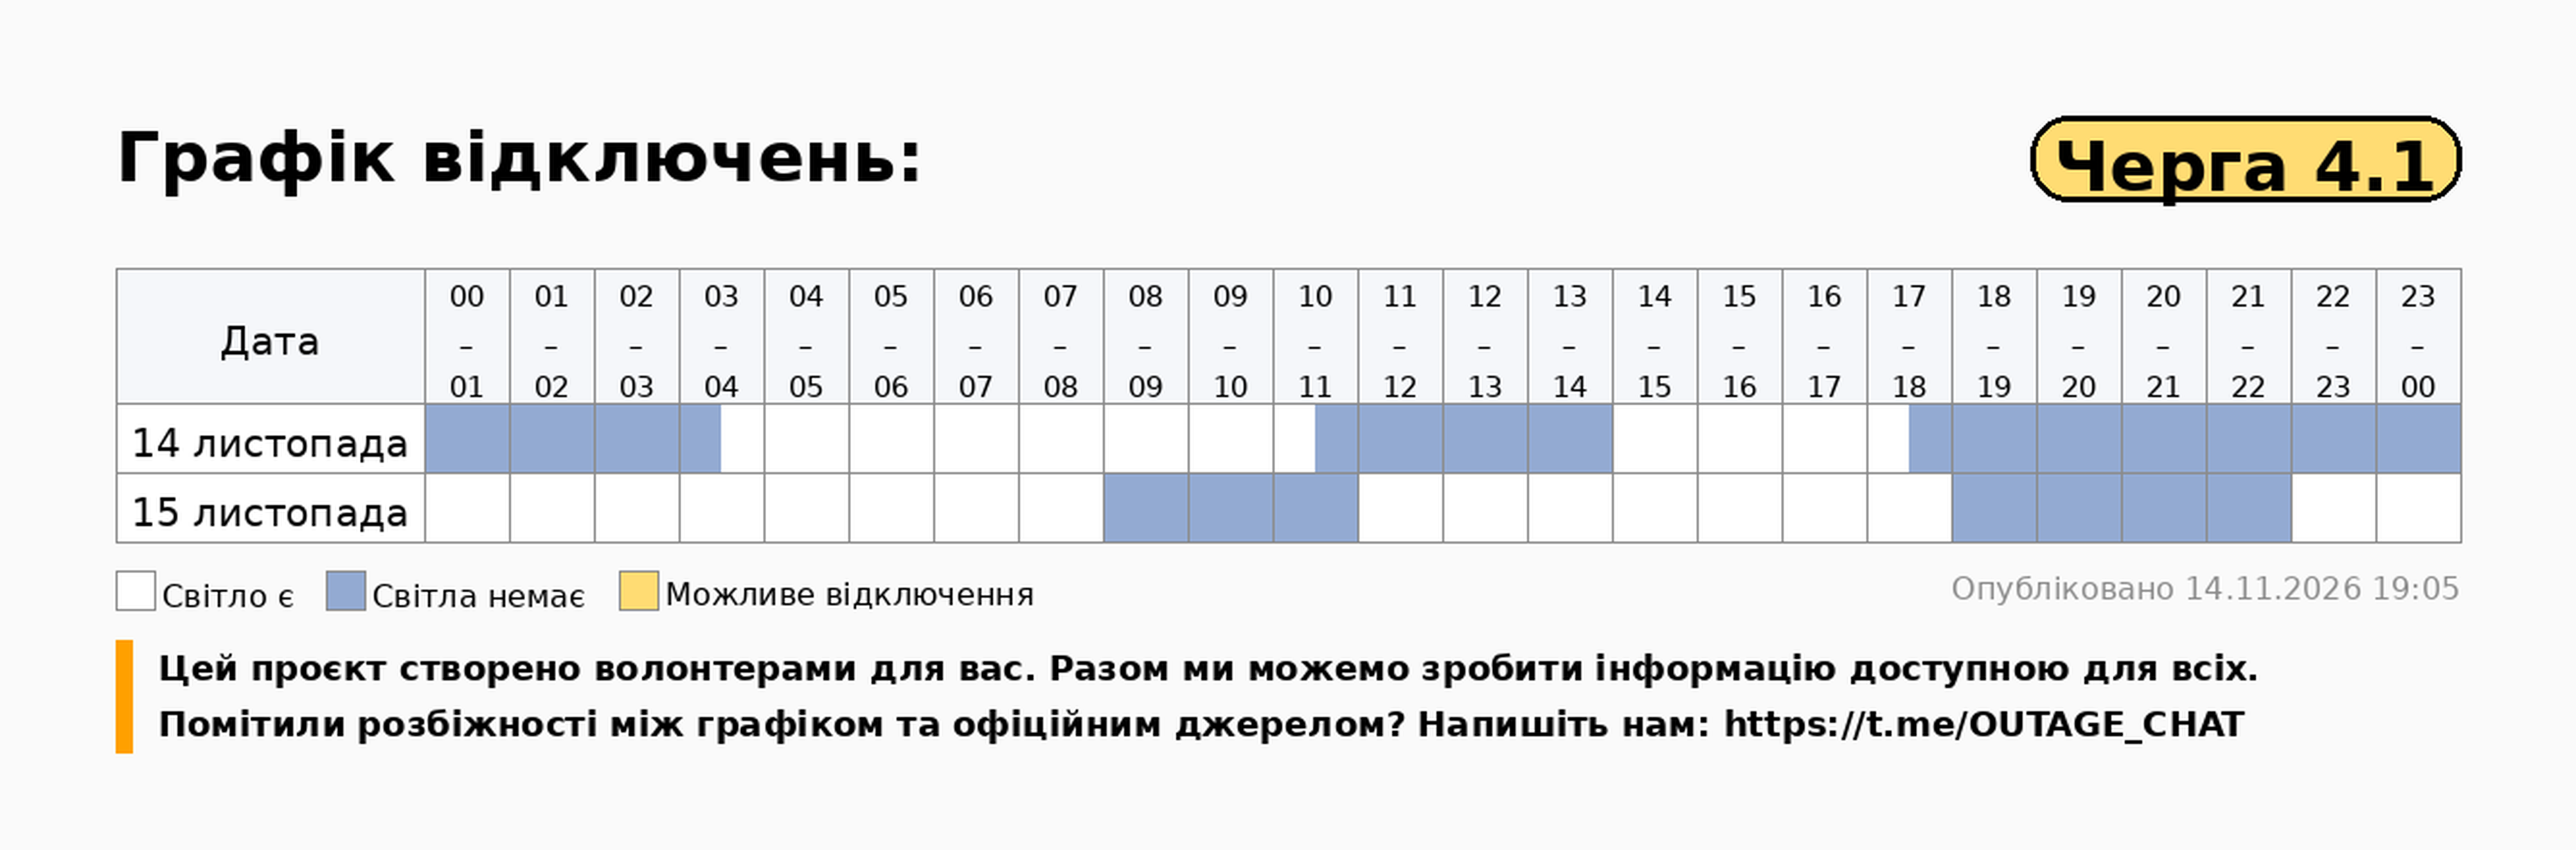 Графік відключень:
Черга 4.1
Дата
00 – 01
01 – 02
02 – 03
03 – 04
04 – 05
05 – 06
06 – 07
07 – 08
08 – 09
09 – 10
10 – 11
11 – 12
12 – 13
13 – 14
14 – 15
15 – 16
16 – 17
17 – 18
18 – 19
19 – 20
20 – 21
21 – 22
22 – 23
23 – 00
14 листопада
15 листопада
Світло є
Світла немає
Можливе відключення
Опубліковано 14.11.2026 19:05
Цей проєкт створено волонтерами для вас. Разом ми можемо зробити інформацію доступною для всіх.
Помітили розбіжності між графіком та офіційним джерелом? Напишіть нам: https://t.me/OUTAGE_CHAT